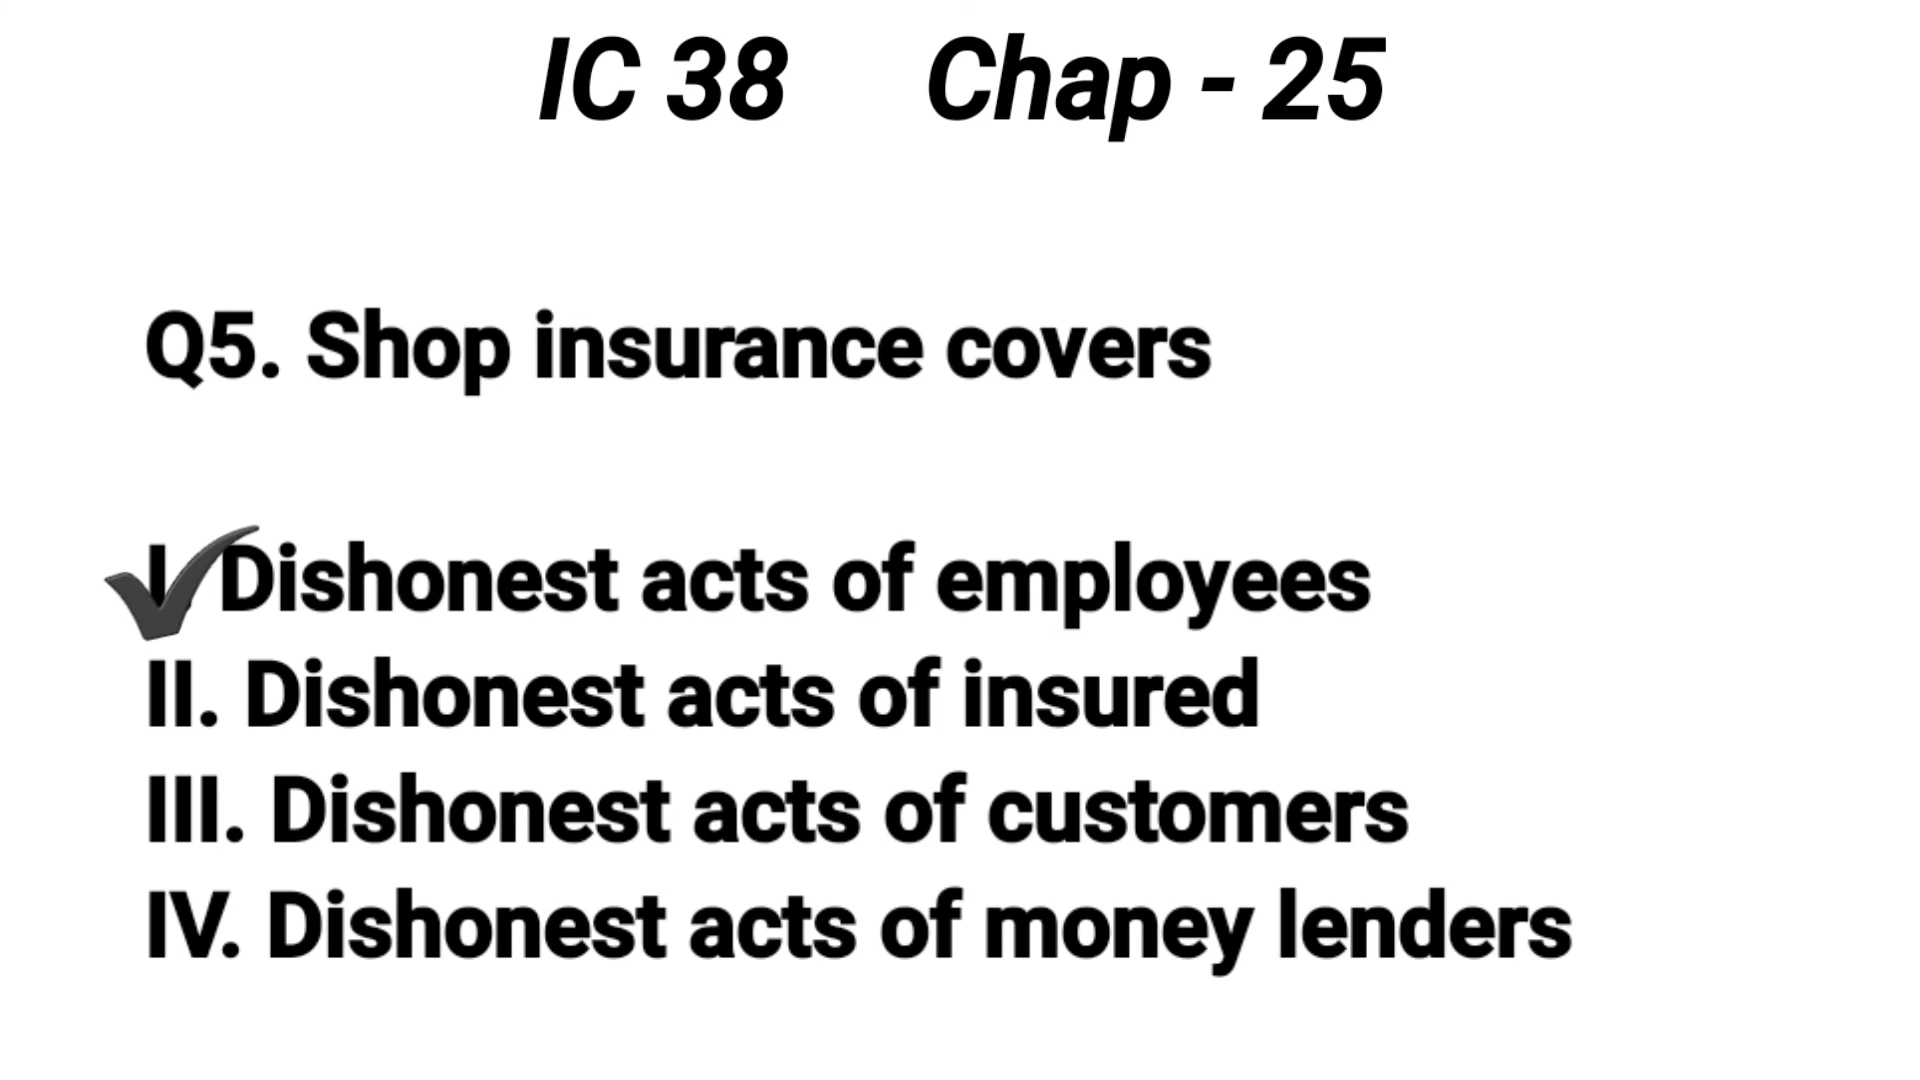 IC 38 Chap - 25
Q5. Shop insurance covers
I. Dishonest acts of employees
II. Dishonest acts of insured
III. Dishonest acts of customers
IV. Dishonest acts of money lenders